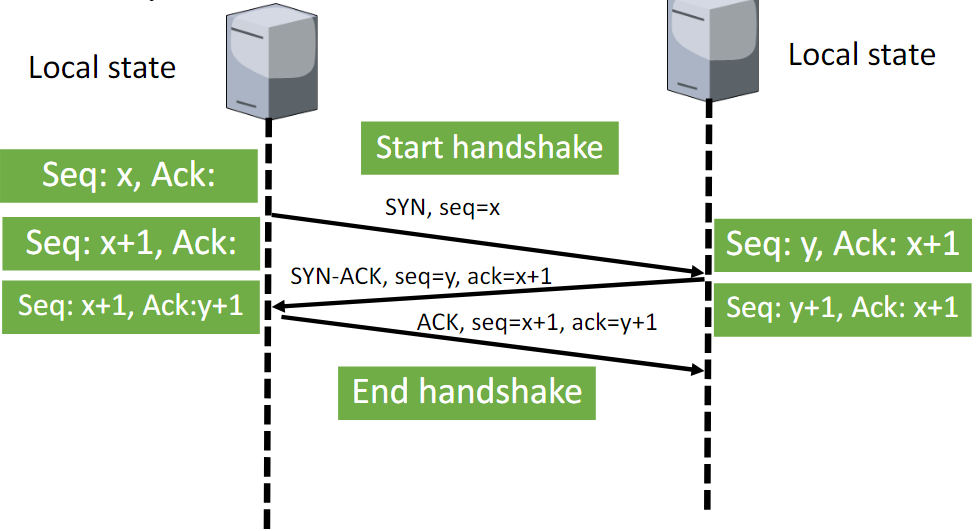 Local state
Local state
Start handshake
Seq: x, Ack:
SYN, seq=x
Seq: x+1, Ack:
Seq: y, Ack: x+1
SYN-ACK, seq=y, ack=x+1
Seq: x+1, Ack:y+1
Seq: y+1, Ack: x+1
ACK, seq=x+1, ack=y+1
End handshake